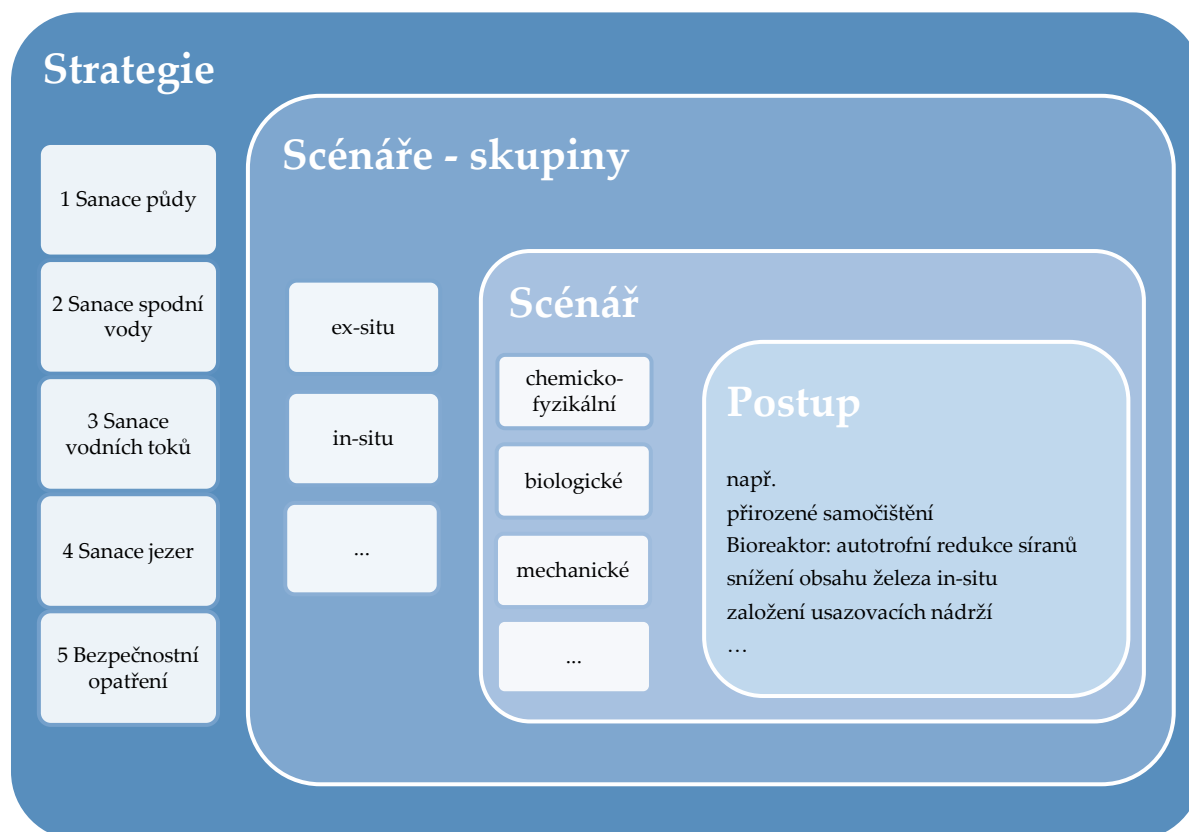 Strategie
1 Sanace půdy
2 Sanace spodní
vody
3 Sanace
vodních toků
4 Sanace jezer
5 Bezpečnostní
opatření
Scénáře - skupiny
ex-situ
in-situ
...
Scénář
chemicko-
fyzikální
biologické
mechanické
...
Postup
např.
přirozené samočištění
Bioreaktor: autotrofní redukce síranů
snížení obsahu železa in-situ
založení usazovacích nádrží
…